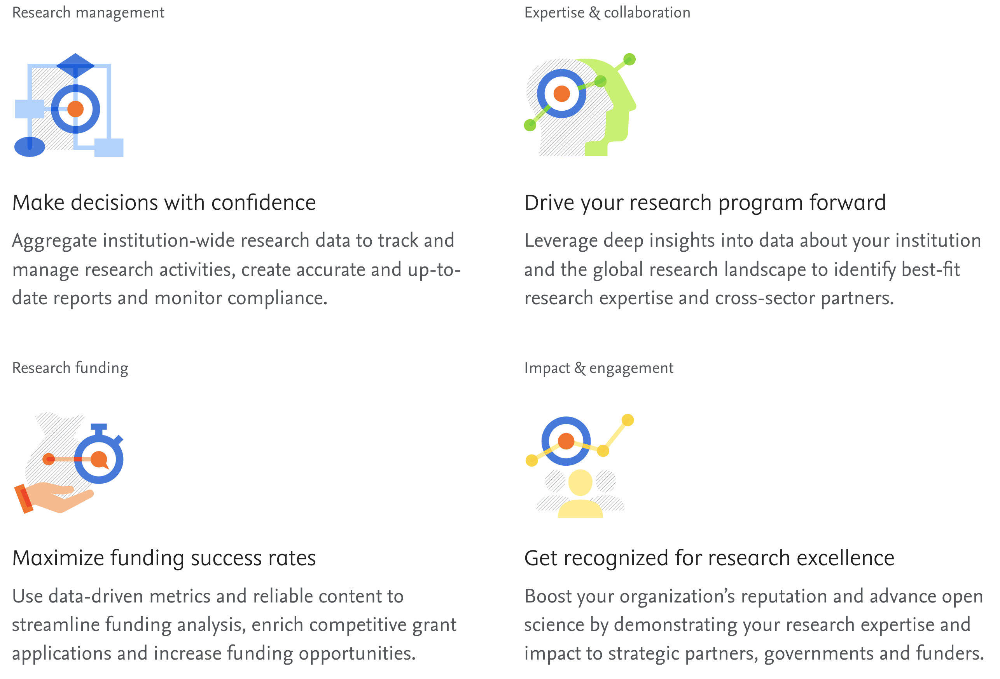 Research management
Make decisions with confidence
Aggregate institution-wide research data to track and
manage research activities, create accurate and up-to-
date reports and monitor compliance.
Expertise & collaboration
Drive your research program forward
Leverage deep insights into data about your institution
and the global research landscape to identify best-fit
research expertise and cross-sector partners.
Research funding
Maximize funding success rates
Use data-driven metrics and reliable content to
streamline funding analysis, enrich competitive grant
applications and increase funding opportunities.
Impact & engagement
Get recognized for research excellence
Boost your organization’s reputation and advance open
science by demonstrating your research expertise and
impact to strategic partners, governments and funders.